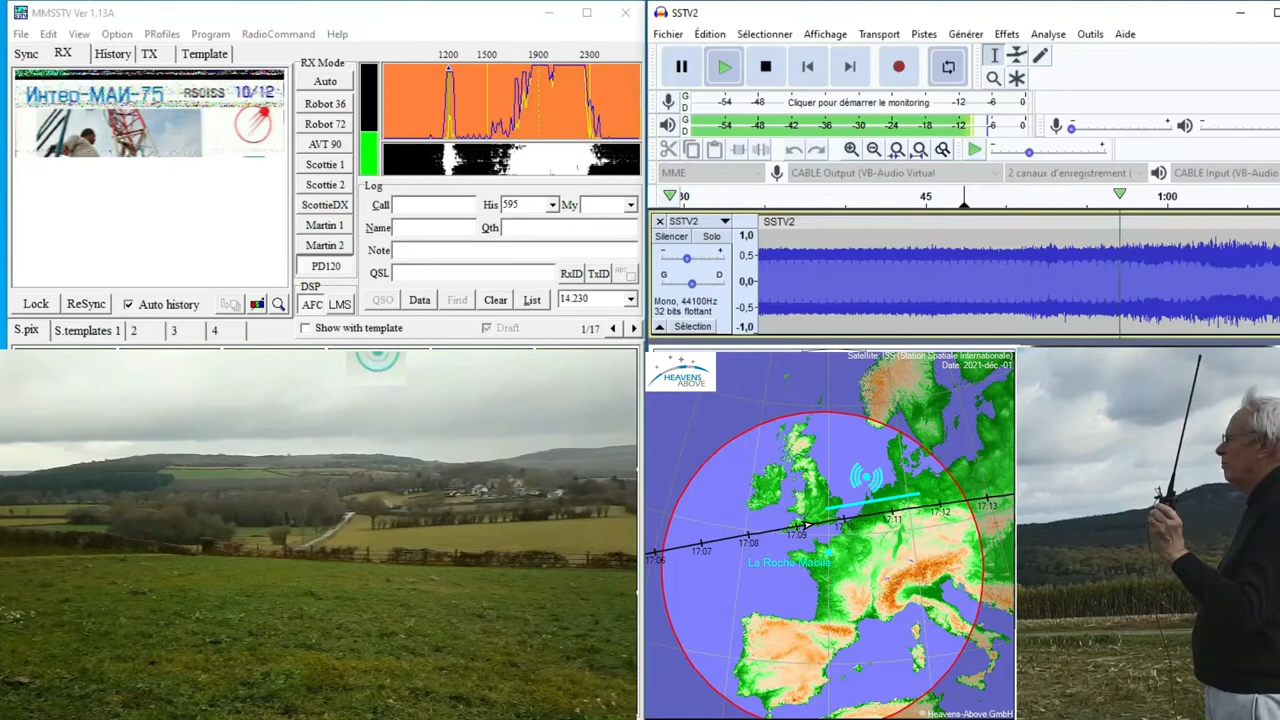 MMSSTV Ver 1.13A
File Edit View Option Profiles Program RadioCommand Help
Sync RX History TX Template
Интер-МАИ-75 RS0ISS 10/12
RX Mode
Auto
Robot 36
Robot 72
AVT 90
Scottie 1
Scottie 2
ScottieDX
Martin 1
Martin 2
PD120
DSP
AFC LMS
1200 1500 1900 2300
Log
Call His 595 My
Name Qth
Note
QSL RxID TxID
QSO Data Find Clear List 14.230
Lock ReSync Auto history
Show with template Draft 1/17
S.pix S.templates 1 2 3 4
SSTV2
Fichier Édition Sélectionner Affichage Transport Pistes Générer Effets Analyse Outils Aide
G
D
-54 -48 Cliquer pour démarrer le monitoring -12 -6 0
G
D
-54 -48 -42 -36 -30 -24 -18 -12 -6 0
MME CABLE Output (VB-Audio Virtual 2 canaux d'enregistrement ( CABLE Input (VB-Audio
30 45 1:00
SSTV2 SSTV2
Silencer Solo
- +
G D
Mono, 44100Hz
32 bits flottant
Sélection
1,0
0,5
0,0
-0,5
-1,0
HEAVENS
ABOVE
Satellite: ISS (Station Spatiale Internationale)
Date: 2021-déc.-01
17:06 17:07 17:08 17:09 17:10 17:11 17:12 17:13
La Roche Mabile
© Heavens-Above GmbH